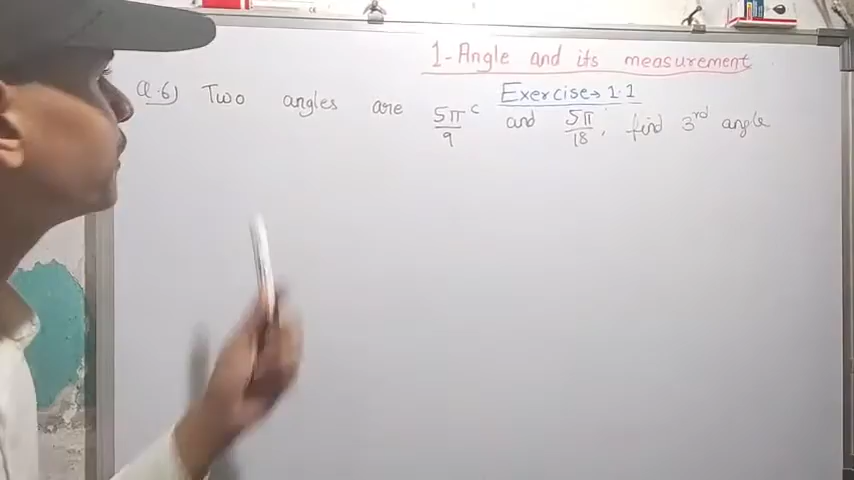 1-Angle and its measurement
Exercise→ 1.1
Q.6) Two angles are 5π/9 ᶜ and 5π/18, find 3rd angle